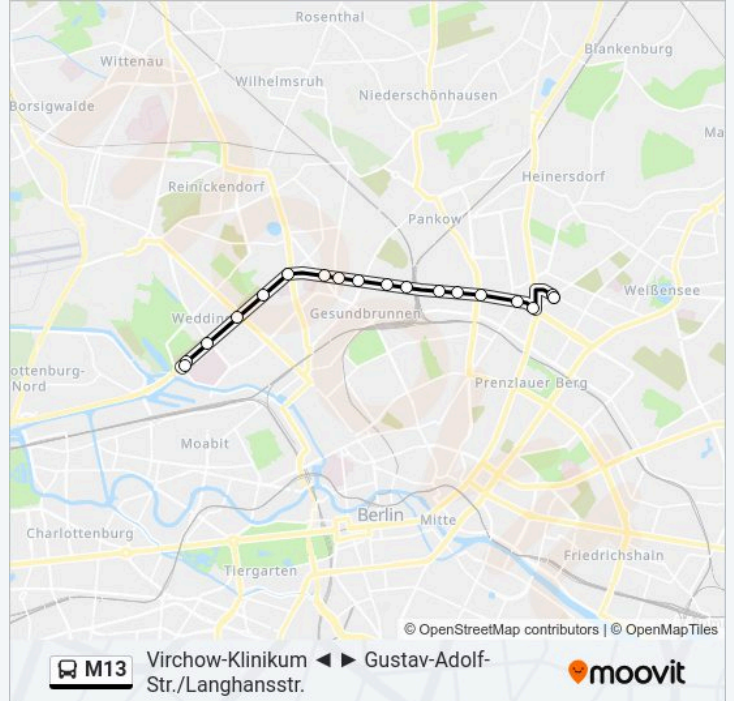 Rosenthal
Blankenburg
Wittenau
Wilhelmsruh
Niederschönhausen
Borsigwalde
Ma
Heinersdorf
Reinickendorf
Pankow
Weißensee
Wedding
Gesundbrunnen
ottenburg-
Nord
Prenzlauer Berg
Moabit
Berlin
Mitte
Charlottenburg
Friedrichshain
Tiergarten
© OpenStreetMap contributors | © OpenMapTiles
M13
Virchow-Klinikum ◄ ► Gustav-Adolf-
Str./Langhansstr.
moovit